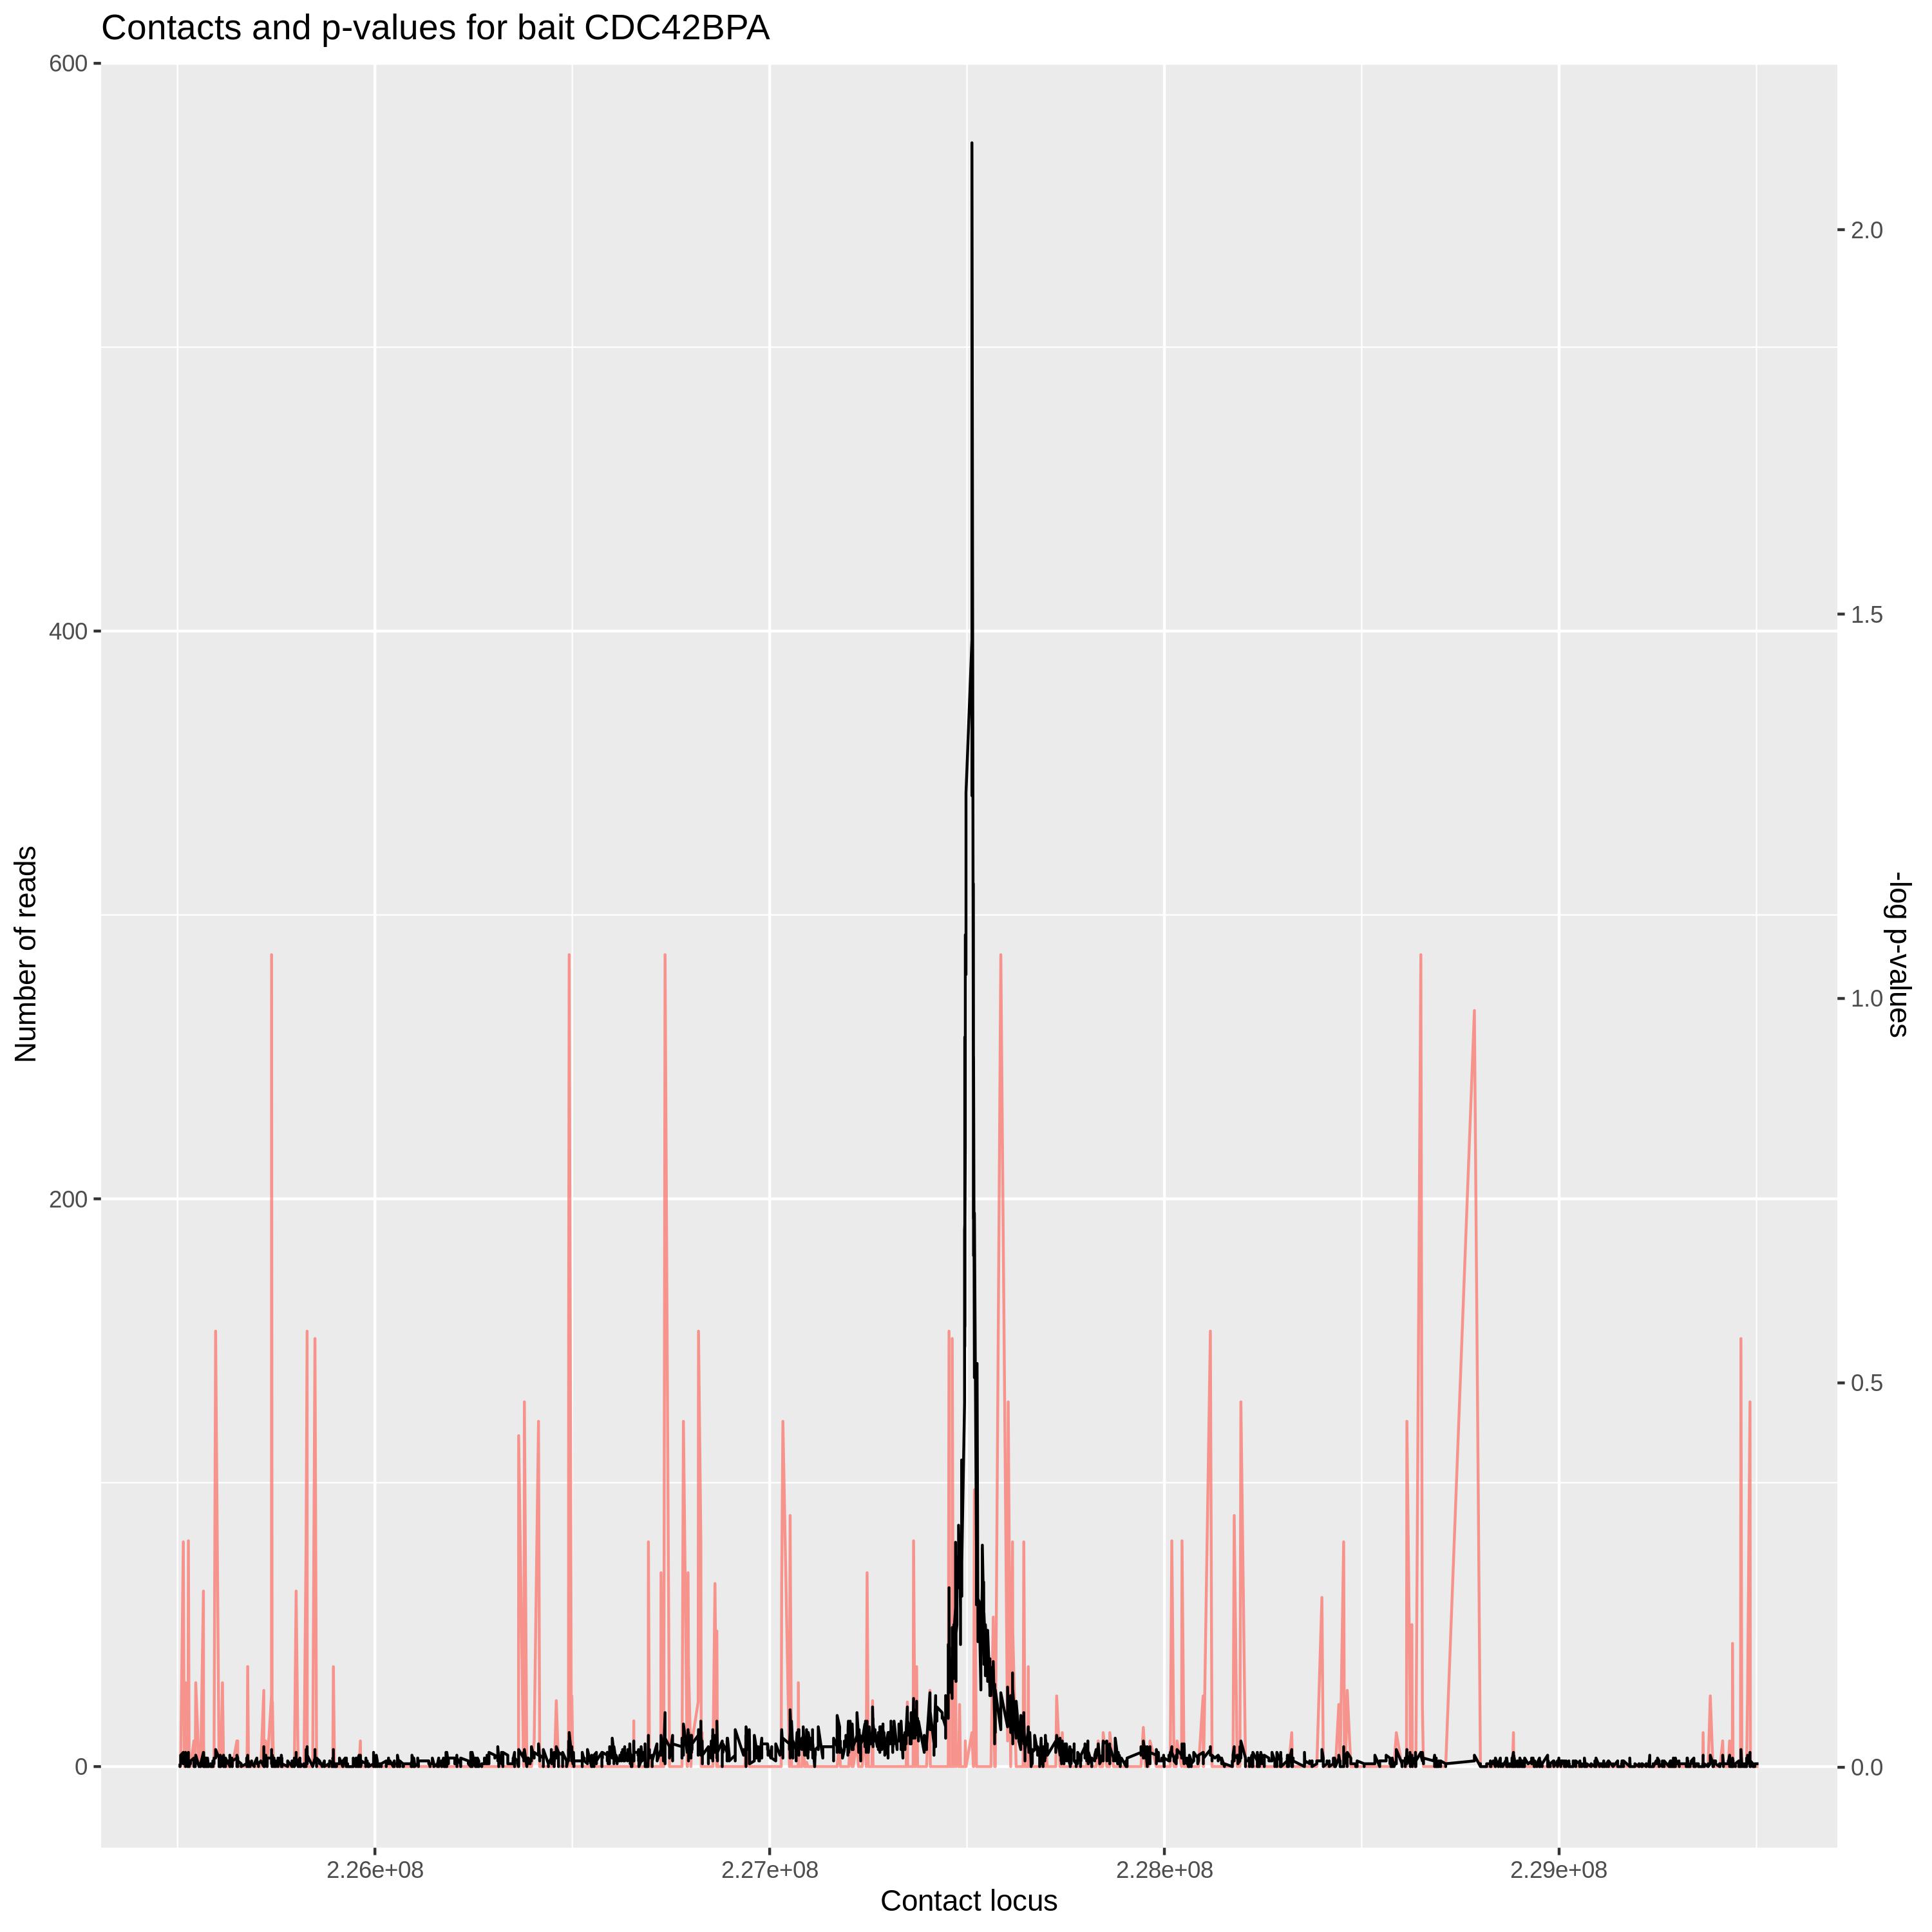 Contacts and p-values for bait CDC42BPA
600
400
200
0
Number of reads
2.0
1.5
1.0
0.5
0.0
-log p-values
2.26e+08
2.27e+08
2.28e+08
2.29e+08
Contact locus